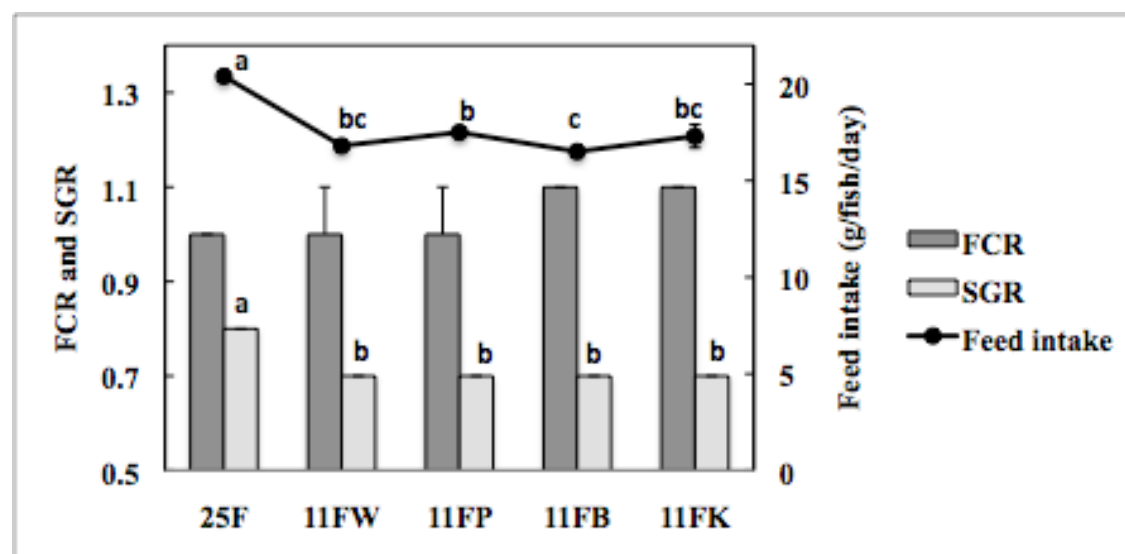 FCR and SGR
1.3
1.1
0.9
0.7
0.5
a
bc
b
c
bc
a
b
b
b
b
20
15
10
5
0
Feed intake (g/fish/day)
FCR
SGR
Feed intake
25F 11FW 11FP 11FB 11FK